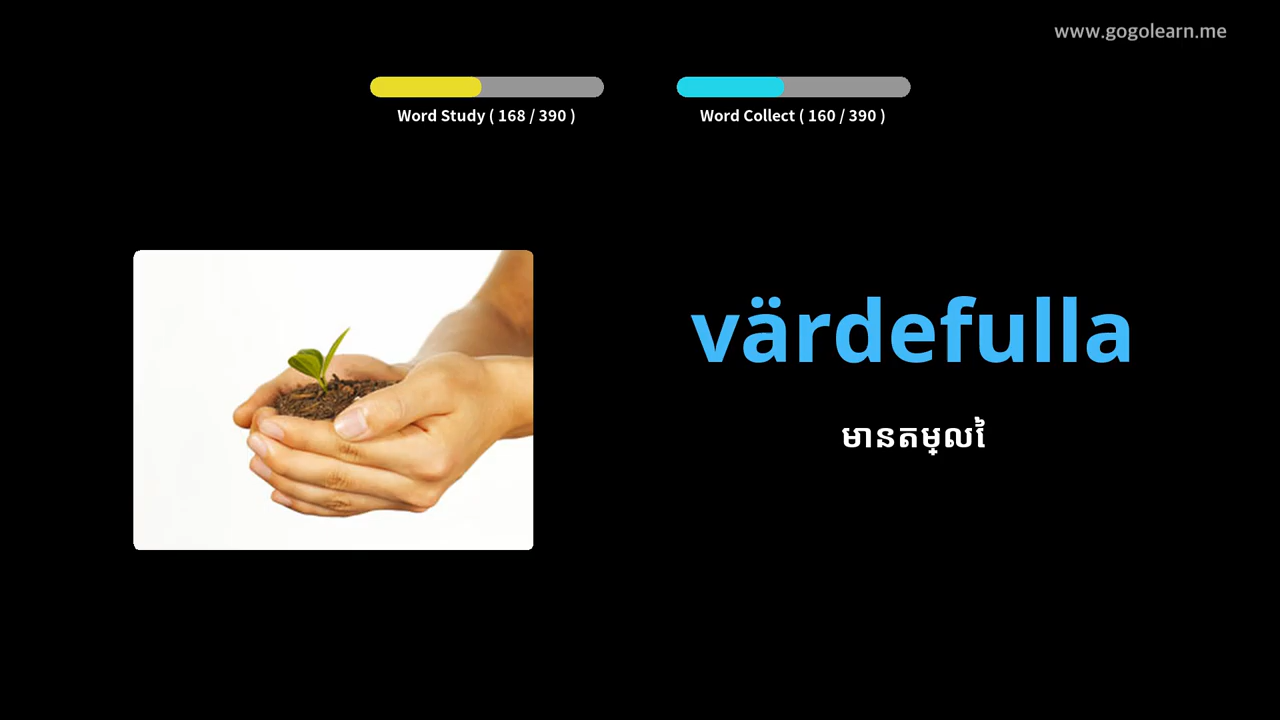 www.gogolearn.me
Word Study ( 168 / 390 )
Word Collect ( 160 / 390 )
värdefulla
មានតម្លៃ